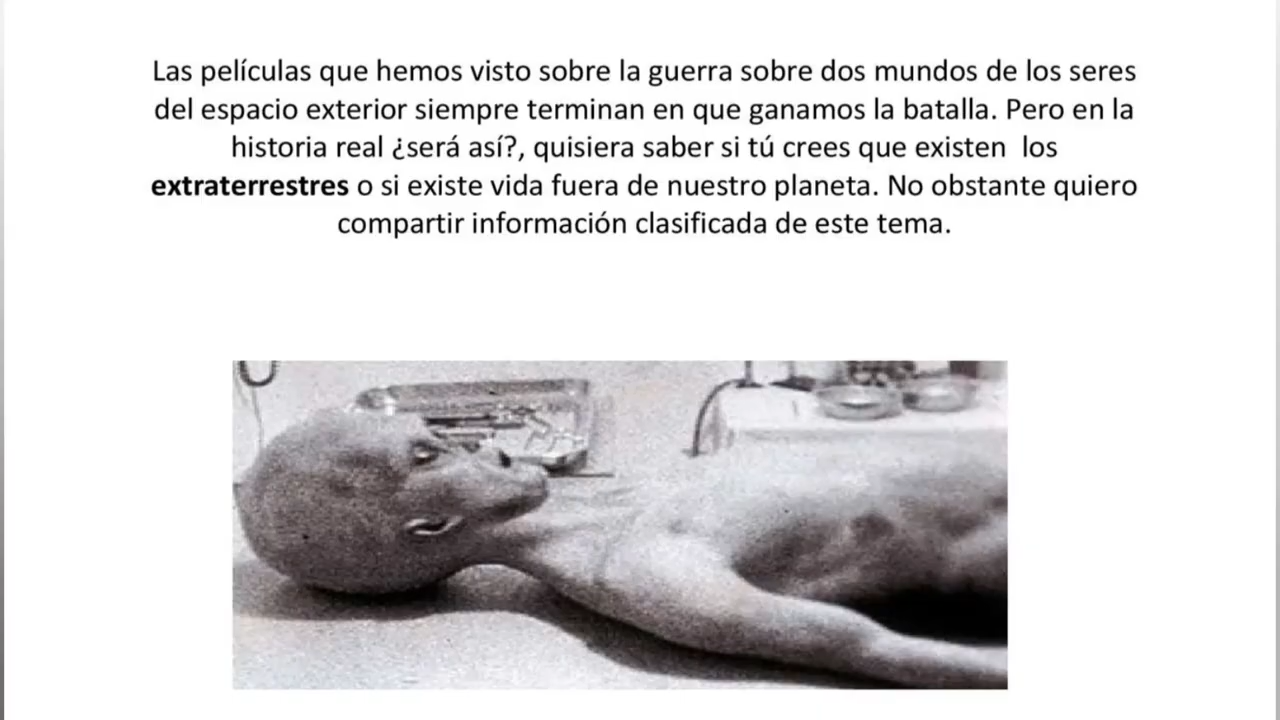 Las películas que hemos visto sobre la guerra sobre dos mundos de los seres
del espacio exterior siempre terminan en que ganamos la batalla. Pero en la
historia real ¿será así?, quisiera saber si tú crees que existen los
extraterrestres o si existe vida fuera de nuestro planeta. No obstante quiero
compartir información clasificada de este tema.